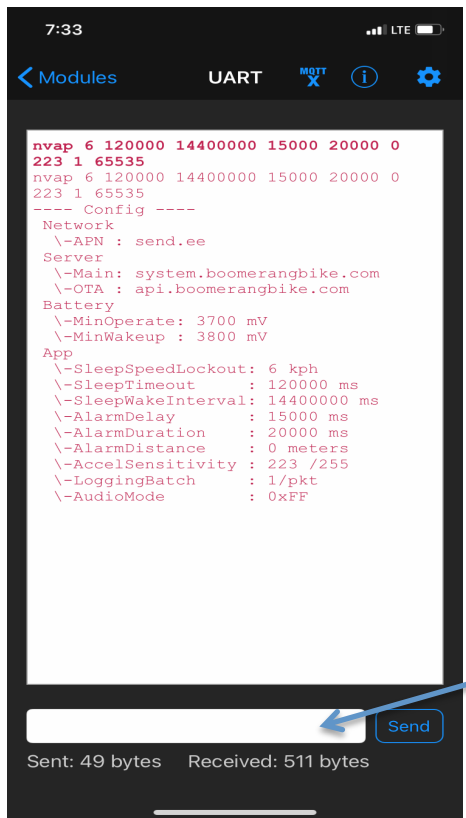 7:33 LTE
Modules UART MQTT X i
nvap 6 120000 14400000 15000 20000 0
223 1 65535
nvap 6 120000 14400000 15000 20000 0
223 1 65535
---- Config ----
Network
\-APN : send.ee
Server
\-Main: system.boomerangbike.com
\-OTA : api.boomerangbike.com
Battery
\-MinOperate: 3700 mV
\-MinWakeup : 3800 mV
App
\-SleepSpeedLockout: 6 kph
\-SleepTimeout : 120000 ms
\-SleepWakeInterval: 14400000 ms
\-AlarmDelay : 15000 ms
\-AlarmDuration : 20000 ms
\-AlarmDistance : 0 meters
\-AccelSensitivity : 223 /255
\-LoggingBatch : 1/pkt
\-AudioMode : 0xFF
Send
Sent: 49 bytes Received: 511 bytes